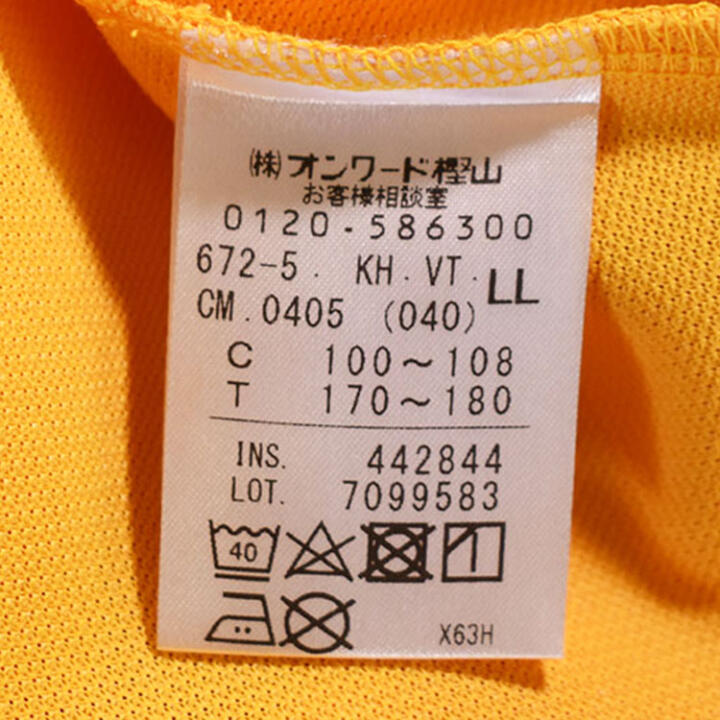 (株)オンワード樫山
お客様相談室
0120-586300
672-5. KH.VT. LL
CM.0405 (040)
C 100～108
T 170～180
INS. 442844
LOT. 7099583
40
X63H